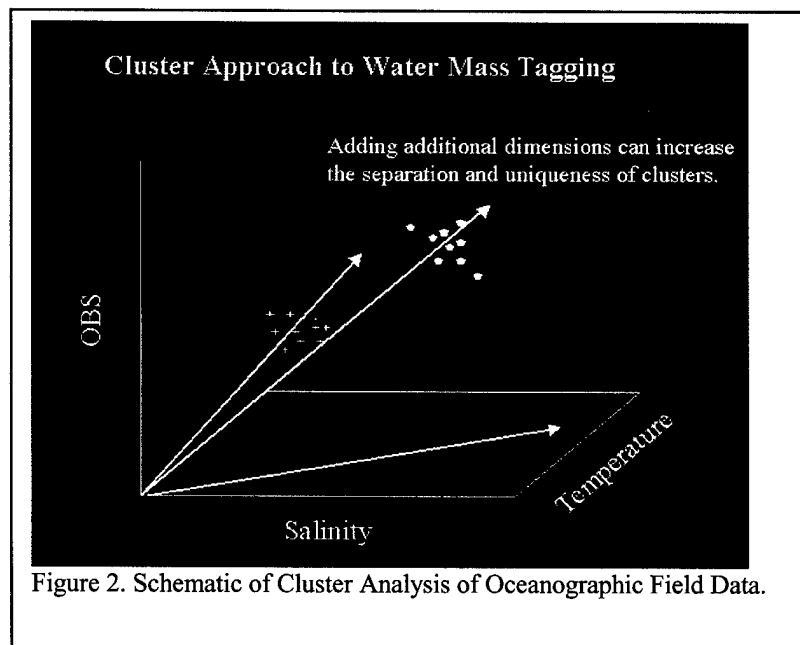 Cluster Approach to Water Mass Tagging
Adding additional dimensions can increase
the separation and uniqueness of clusters.
OBS
Temperature
Salinity
Figure 2. Schematic of Cluster Analysis of Oceanographic Field Data.